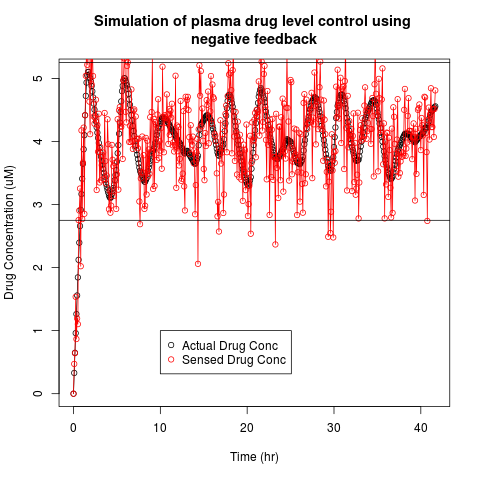 Simulation of plasma drug level control using
negative feedback
Drug Concentration (uM)
5
4
3
2
1
0
Actual Drug Conc
Sensed Drug Conc
0 10 20 30 40
Time (hr)